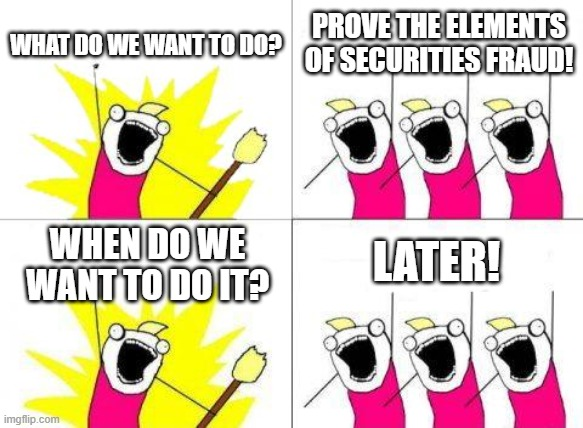 WHAT DO WE WANT TO DO?
PROVE THE ELEMENTS
OF SECURITIES FRAUD!
WHEN DO WE
WANT TO DO IT?
LATER!
imgflip.com